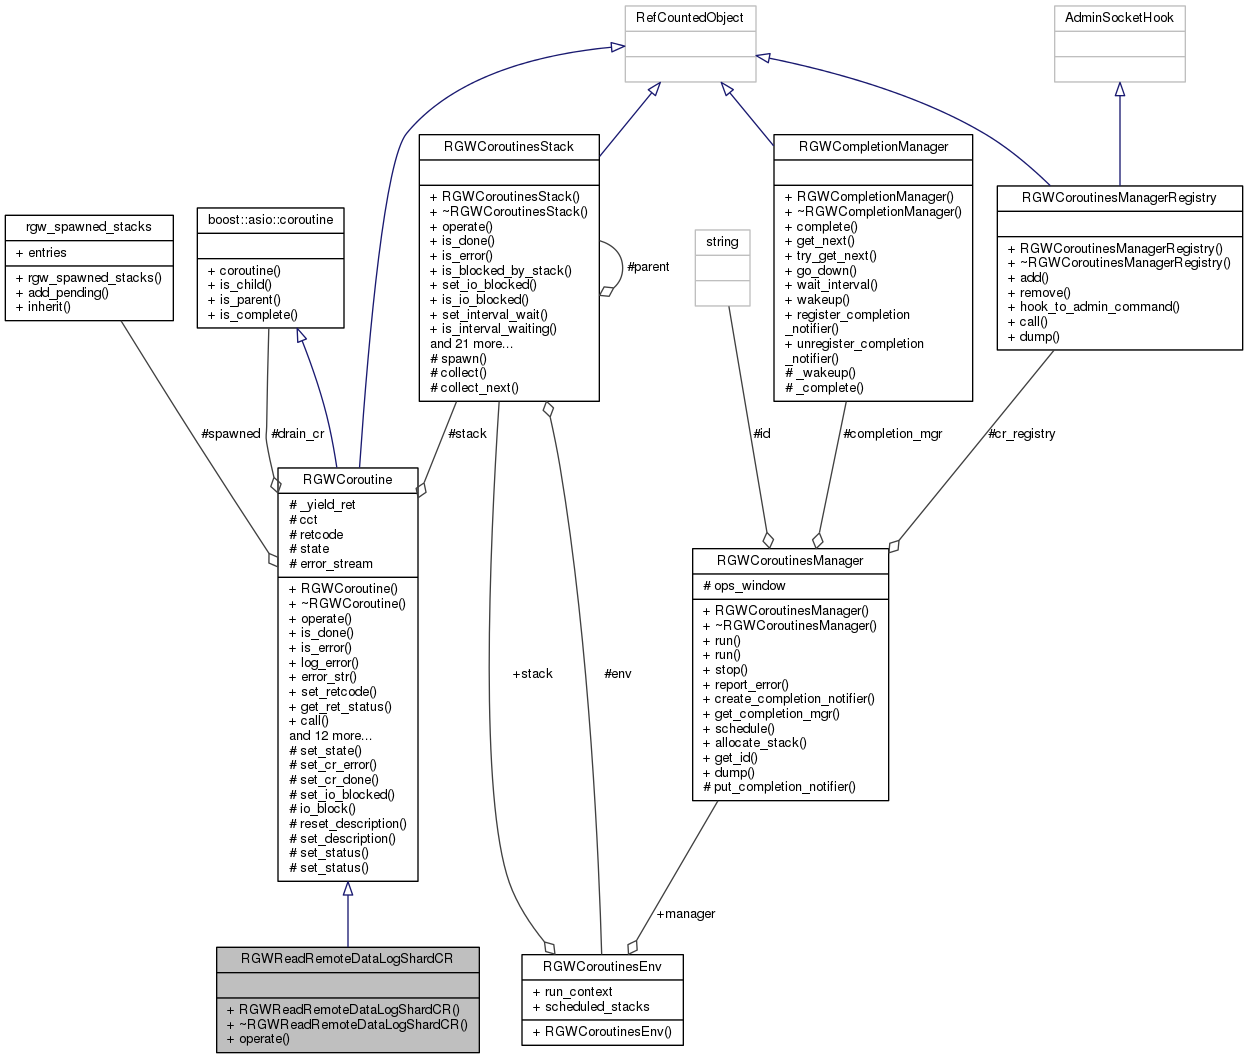 RefCountedObject
AdminSocketHook
RGWCoroutinesStack
+ RGWCoroutinesStack()
+ ~RGWCoroutinesStack()
+ operate()
+ is_done()
+ is_error()
+ is_blocked_by_stack()
+ set_io_blocked()
+ is_io_blocked()
+ set_interval_wait()
+ is_interval_waiting()
and 21 more...
# spawn()
# collect()
# collect_next()
#parent
RGWCompletionManager
+ RGWCompletionManager()
+ ~RGWCompletionManager()
+ complete()
+ get_next()
+ try_get_next()
+ go_down()
+ wait_interval()
+ wakeup()
+ register_completion
_notifier()
+ unregister_completion
_notifier()
# _wakeup()
# _complete()
RGWCoroutinesManagerRegistry
+ RGWCoroutinesManagerRegistry()
+ ~RGWCoroutinesManagerRegistry()
+ add()
+ remove()
+ hook_to_admin_command()
+ call()
+ dump()
rgw_spawned_stacks
+ entries
+ rgw_spawned_stacks()
+ add_pending()
+ inherit()
boost::asio::coroutine
+ coroutine()
+ is_child()
+ is_parent()
+ is_complete()
string
#spawned
#drain_cr
#stack
#id
#completion_mgr
#cr_registry
RGWCoroutine
# _yield_ret
# cct
# retcode
# state
# error_stream
+ RGWCoroutine()
+ ~RGWCoroutine()
+ operate()
+ is_done()
+ is_error()
+ log_error()
+ error_str()
+ set_retcode()
+ get_ret_status()
+ call()
and 12 more...
# set_state()
# set_cr_error()
# set_cr_done()
# set_io_blocked()
# io_block()
# reset_description()
# set_description()
# set_status()
# set_status()
+stack
#env
RGWCoroutinesManager
# ops_window
+ RGWCoroutinesManager()
+ ~RGWCoroutinesManager()
+ run()
+ run()
+ stop()
+ report_error()
+ create_completion_notifier()
+ get_completion_mgr()
+ schedule()
+ allocate_stack()
+ get_id()
+ dump()
# put_completion_notifier()
+manager
RGWReadRemoteDataLogShardCR
+ RGWReadRemoteDataLogShardCR()
+ ~RGWReadRemoteDataLogShardCR()
+ operate()
RGWCoroutinesEnv
+ run_context
+ scheduled_stacks
+ RGWCoroutinesEnv()